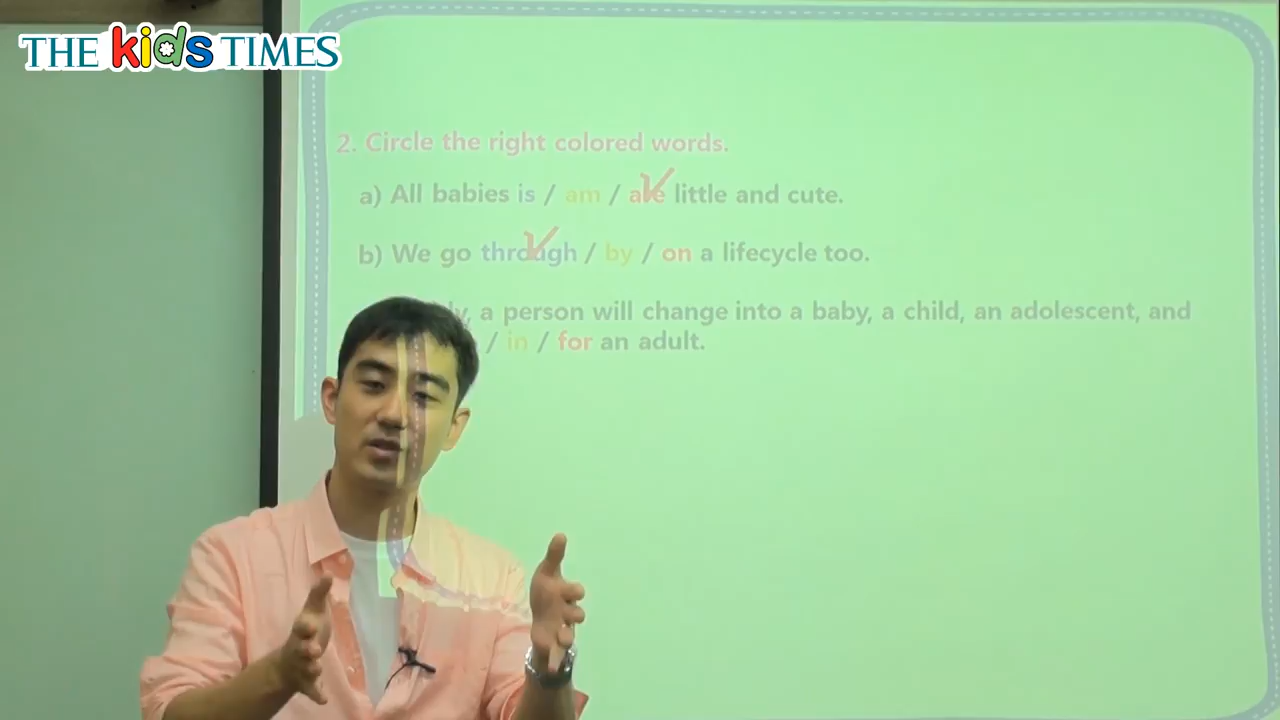 THE kids TIMES
2. Circle the right colored words.
a) All babies is / am / are little and cute.
b) We go through / by / on a lifecycle too.
a person will change into a baby, a child, an adolescent, and
/ in / for an adult.